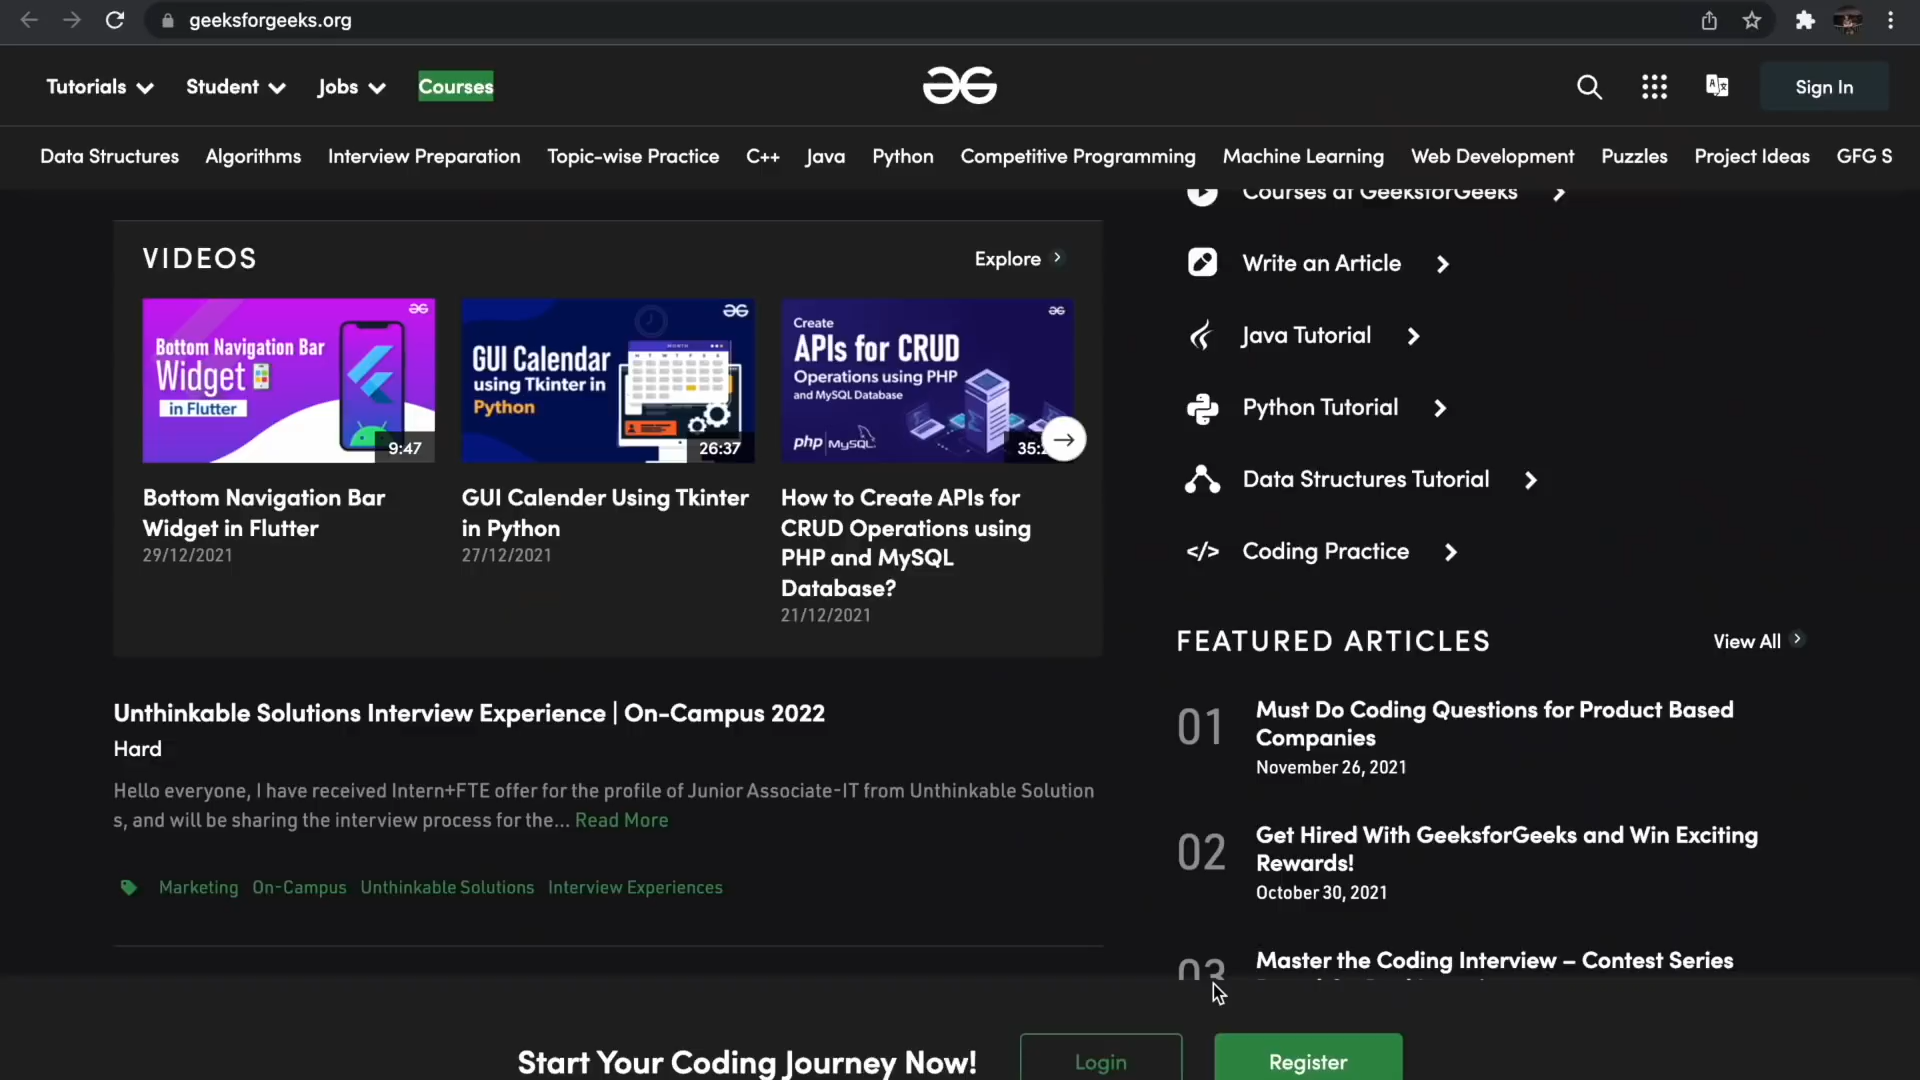 geeksforgeeks.org
Tutorials Student Jobs Courses
Sign In
Data Structures Algorithms Interview Preparation Topic-wise Practice C++ Java Python Competitive Programming Machine Learning Web Development Puzzles Project Ideas GFG S
Courses at GeeksforGeeks
VIDEOS
Explore
Bottom Navigation Bar
Widget
in Flutter
9:47
GUI Calendar
using Tkinter in
Python
MONTH
26:37
Create
APIs for CRUD
Operations using PHP
and MySQL Database
php MySQL
35:
Bottom Navigation Bar
Widget in Flutter
29/12/2021
GUI Calender Using Tkinter
in Python
27/12/2021
How to Create APIs for
CRUD Operations using
PHP and MySQL
Database?
21/12/2021
Write an Article
Java Tutorial
Python Tutorial
Data Structures Tutorial
</> Coding Practice
Unthinkable Solutions Interview Experience | On-Campus 2022
Hard
Hello everyone, I have received Intern+FTE offer for the profile of Junior Associate-IT from Unthinkable Solution
s, and will be sharing the interview process for the... Read More
Marketing On-Campus Unthinkable Solutions Interview Experiences
FEATURED ARTICLES
View All
01 Must Do Coding Questions for Product Based
Companies
November 26, 2021
02 Get Hired With GeeksforGeeks and Win Exciting
Rewards!
October 30, 2021
03 Master the Coding Interview – Contest Series
Start Your Coding Journey Now!
Login
Register